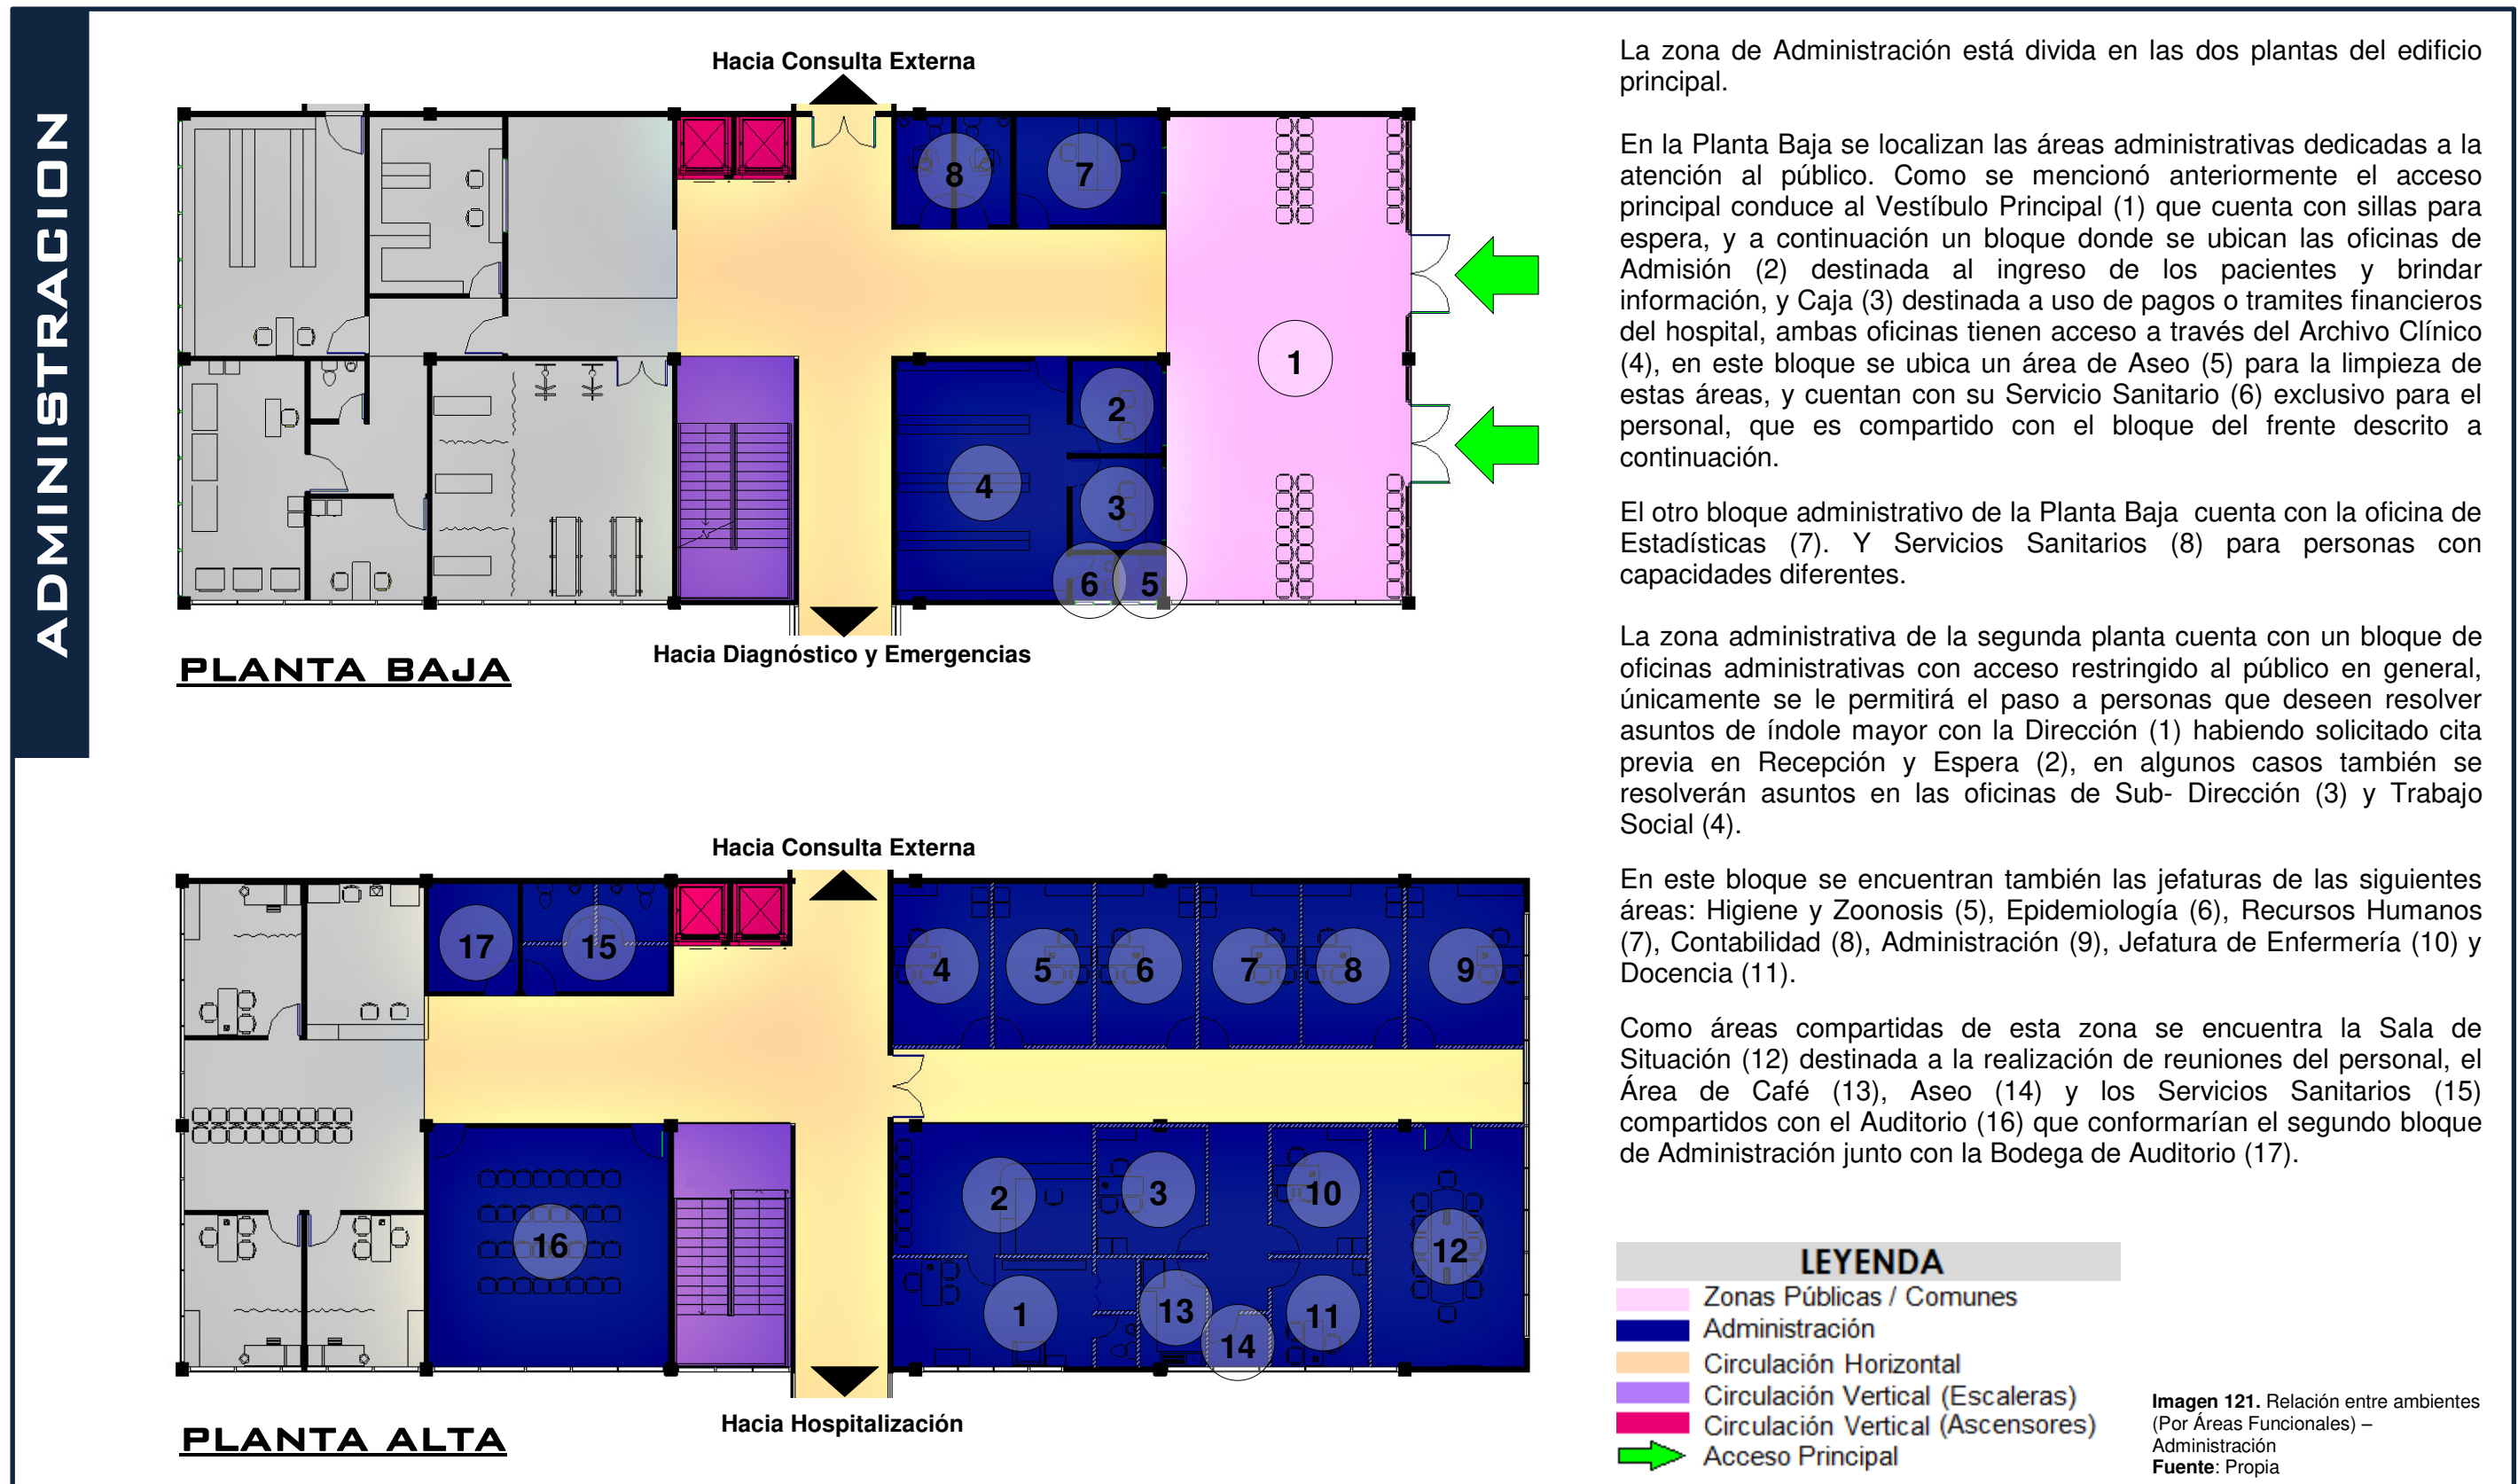 ADMINISTRACION
Hacia Consulta Externa
8
7
1
2
4
3
6
5
Hacia Diagnóstico y Emergencias
PLANTA BAJA
Hacia Consulta Externa
17
15
4
5
6
7
8
9
2
3
10
16
12
1
13
11
14
Hacia Hospitalización
PLANTA ALTA
La zona de Administración está divida en las dos plantas del edificio
principal.
En la Planta Baja se localizan las áreas administrativas dedicadas a la
atención al público. Como se mencionó anteriormente el acceso
principal conduce al Vestíbulo Principal (1) que cuenta con sillas para
espera, y a continuación un bloque donde se ubican las oficinas de
Admisión (2) destinada al ingreso de los pacientes y brindar
información, y Caja (3) destinada a uso de pagos o tramites financieros
del hospital, ambas oficinas tienen acceso a través del Archivo Clínico
(4), en este bloque se ubica un área de Aseo (5) para la limpieza de
estas áreas, y cuentan con su Servicio Sanitario (6) exclusivo para el
personal, que es compartido con el bloque del frente descrito a
continuación.
El otro bloque administrativo de la Planta Baja cuenta con la oficina de
Estadísticas (7). Y Servicios Sanitarios (8) para personas con
capacidades diferentes.
La zona administrativa de la segunda planta cuenta con un bloque de
oficinas administrativas con acceso restringido al público en general,
únicamente se le permitirá el paso a personas que deseen resolver
asuntos de índole mayor con la Dirección (1) habiendo solicitado cita
previa en Recepción y Espera (2), en algunos casos también se
resolverán asuntos en las oficinas de Sub- Dirección (3) y Trabajo
Social (4).
En este bloque se encuentran también las jefaturas de las siguientes
áreas: Higiene y Zoonosis (5), Epidemiología (6), Recursos Humanos
(7), Contabilidad (8), Administración (9), Jefatura de Enfermería (10) y
Docencia (11).
Como áreas compartidas de esta zona se encuentra la Sala de
Situación (12) destinada a la realización de reuniones del personal, el
Área de Café (13), Aseo (14) y los Servicios Sanitarios (15)
compartidos con el Auditorio (16) que conformarían el segundo bloque
de Administración junto con la Bodega de Auditorio (17).
LEYENDA
Zonas Públicas / Comunes
Administración
Circulación Horizontal
Circulación Vertical (Escaleras)
Circulación Vertical (Ascensores)
Acceso Principal
Imagen 121. Relación entre ambientes
(Por Áreas Funcionales) –
Administración
Fuente: Propia